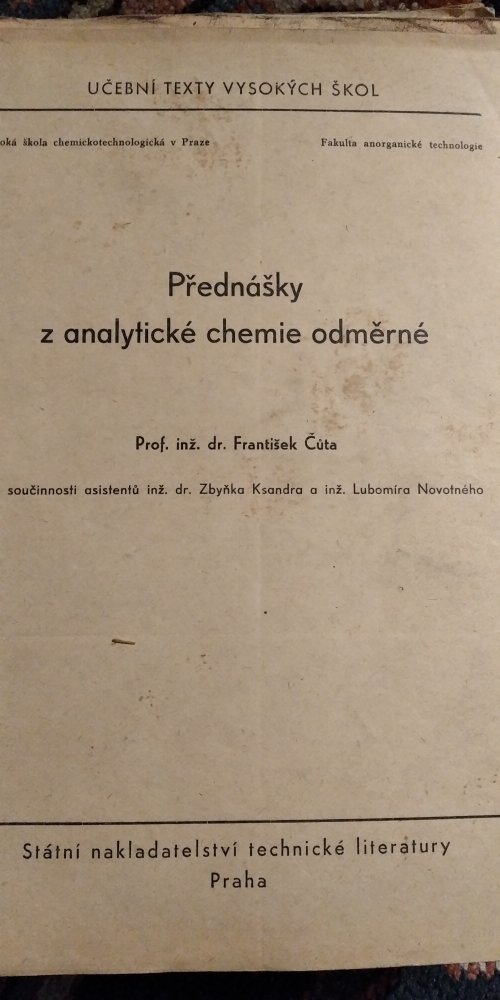 UČEBNÍ TEXTY VYSOKÝCH ŠKOL
škola chemickotechnologická v Praze
Fakulta anorganické technologie
Přednášky
z analytické chemie odměrné
Prof. inž. dr. František Čůta
součinnosti asistentů inž. dr. Zbyňka Ksandra a inž. Lubomíra Novotného
Státní nakladatelství technické literatury
Praha